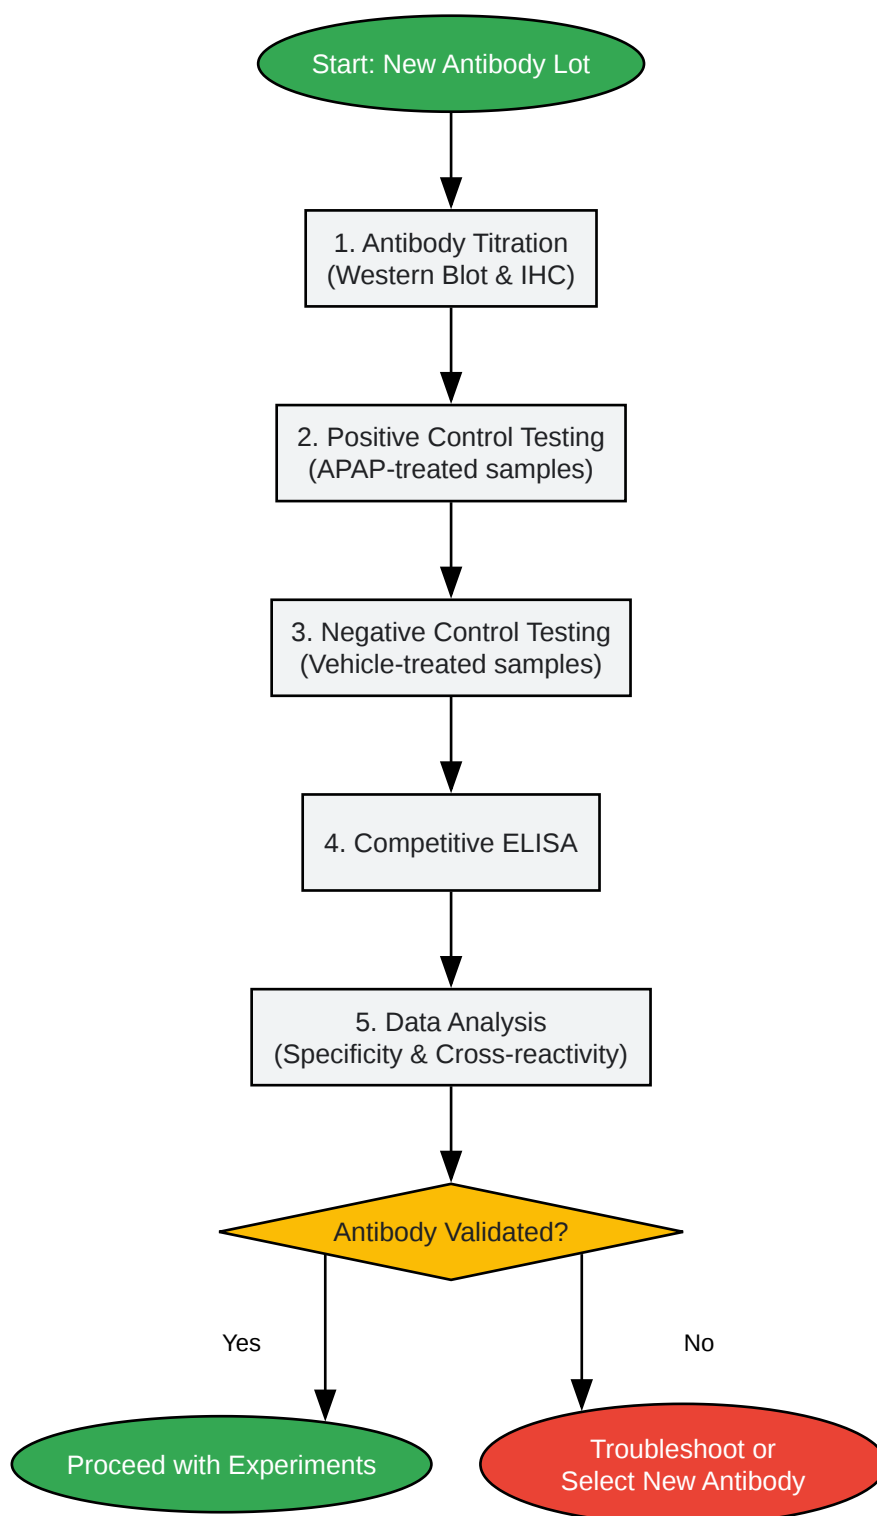 Start: New Antibody Lot
1. Antibody Titration
(Western Blot & IHC)
2. Positive Control Testing
(APAP-treated samples)
3. Negative Control Testing
(Vehicle-treated samples)
4. Competitive ELISA
5. Data Analysis
(Specificity & Cross-reactivity)
Antibody Validated?
Yes
No
Proceed with Experiments
Troubleshoot or
Select New Antibody